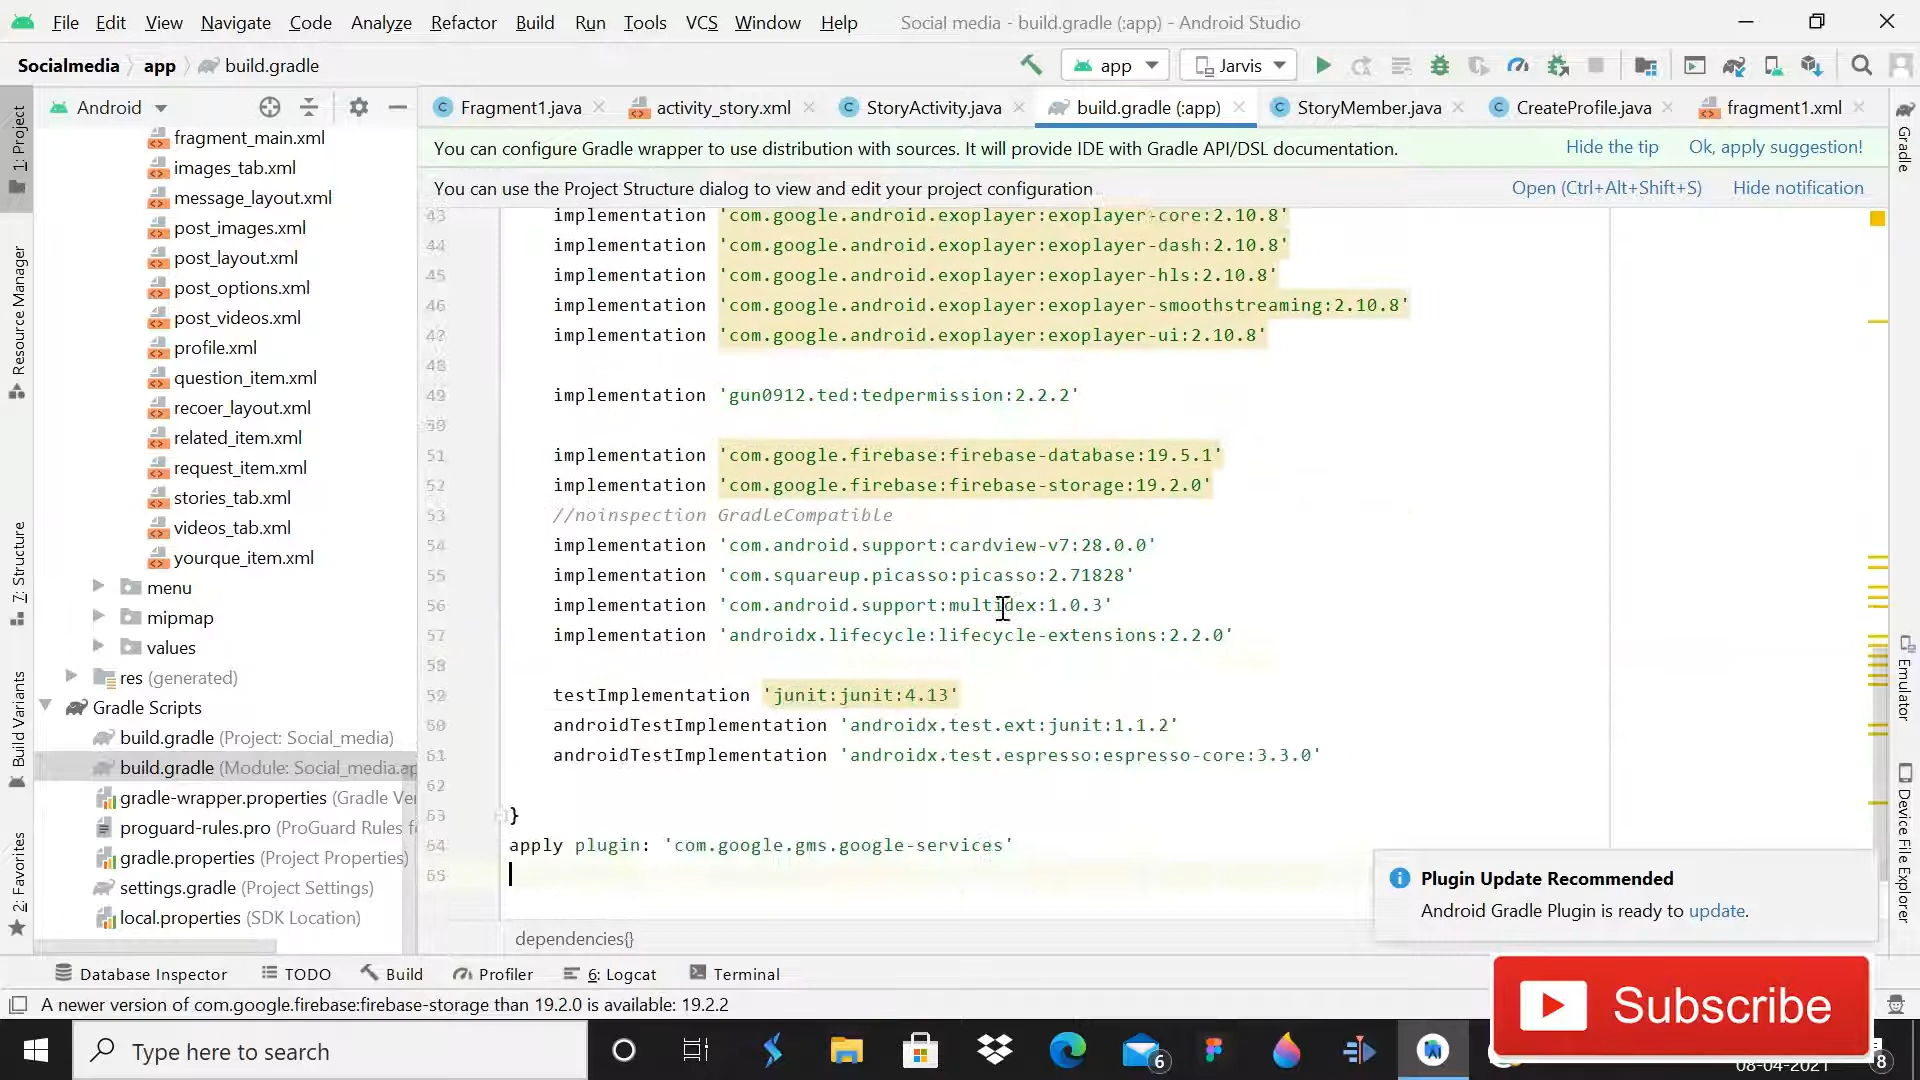 File Edit View Navigate Code Analyze Refactor Build Run Tools VCS Window Help Social media - build.gradle (:app) - Android Studio
Socialmedia app build.gradle
app Jarvis
Android
Fragment1.java activity_story.xml StoryActivity.java build.gradle (:app) StoryMember.java CreateProfile.java fragment1.xml
You can configure Gradle wrapper to use distribution with sources. It will provide IDE with Gradle API/DSL documentation. Hide the tip Ok, apply suggestion!
You can use the Project Structure dialog to view and edit your project configuration Open (Ctrl+Alt+Shift+S) Hide notification
1: Project
Resource Manager
7: Structure
Build Variants
2: Favorites
fragment_main.xml
images_tab.xml
message_layout.xml
post_images.xml
post_layout.xml
post_options.xml
post_videos.xml
profile.xml
question_item.xml
recoer_layout.xml
related_item.xml
request_item.xml
stories_tab.xml
videos_tab.xml
yourque_item.xml
menu
mipmap
values
res (generated)
Gradle Scripts
build.gradle (Project: Social_media)
build.gradle (Module: Social_media.ap
gradle-wrapper.properties (Gradle Ver
proguard-rules.pro (ProGuard Rules f
gradle.properties (Project Properties)
settings.gradle (Project Settings)
local.properties (SDK Location)
43 implementation 'com.google.android.exoplayer:exoplayer-core:2.10.8'
44 implementation 'com.google.android.exoplayer:exoplayer-dash:2.10.8'
45 implementation 'com.google.android.exoplayer:exoplayer-hls:2.10.8'
46 implementation 'com.google.android.exoplayer:exoplayer-smoothstreaming:2.10.8'
47 implementation 'com.google.android.exoplayer:exoplayer-ui:2.10.8'
48
49 implementation 'gun0912.ted:tedpermission:2.2.2'
50
51 implementation 'com.google.firebase:firebase-database:19.5.1'
52 implementation 'com.google.firebase:firebase-storage:19.2.0'
53 //noinspection GradleCompatible
54 implementation 'com.android.support:cardview-v7:28.0.0'
55 implementation 'com.squareup.picasso:picasso:2.71828'
56 implementation 'com.android.support:multidex:1.0.3'
57 implementation 'androidx.lifecycle:lifecycle-extensions:2.2.0'
58
59 testImplementation 'junit:junit:4.13'
60 androidTestImplementation 'androidx.test.ext:junit:1.1.2'
61 androidTestImplementation 'androidx.test.espresso:espresso-core:3.3.0'
62
63 }
64 apply plugin: 'com.google.gms.google-services'
65
dependencies{}
Gradle
Emulator
Device File Explorer
Plugin Update Recommended
Android Gradle Plugin is ready to update.
Database Inspector TODO Build Profiler 6: Logcat Terminal
A newer version of com.google.firebase:firebase-storage than 19.2.0 is available: 19.2.2
Subscribe
Type here to search
6
08-04-2021
8